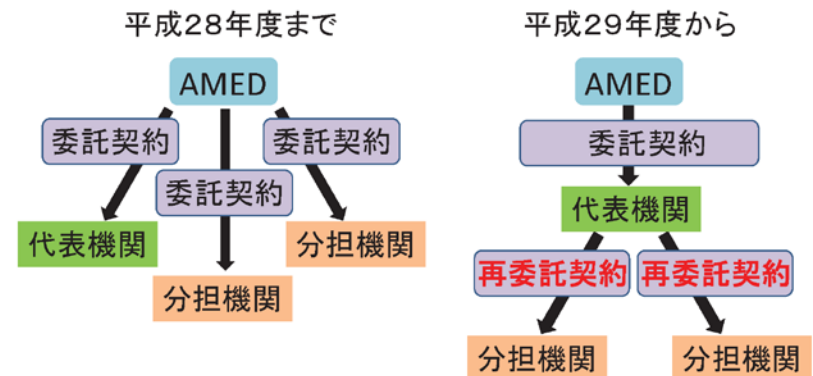 平成28年度まで
AMED
委託契約
委託契約
委託契約
代表機関
分担機関
分担機関
平成29年度から
AMED
委託契約
代表機関
再委託契約
再委託契約
分担機関
分担機関